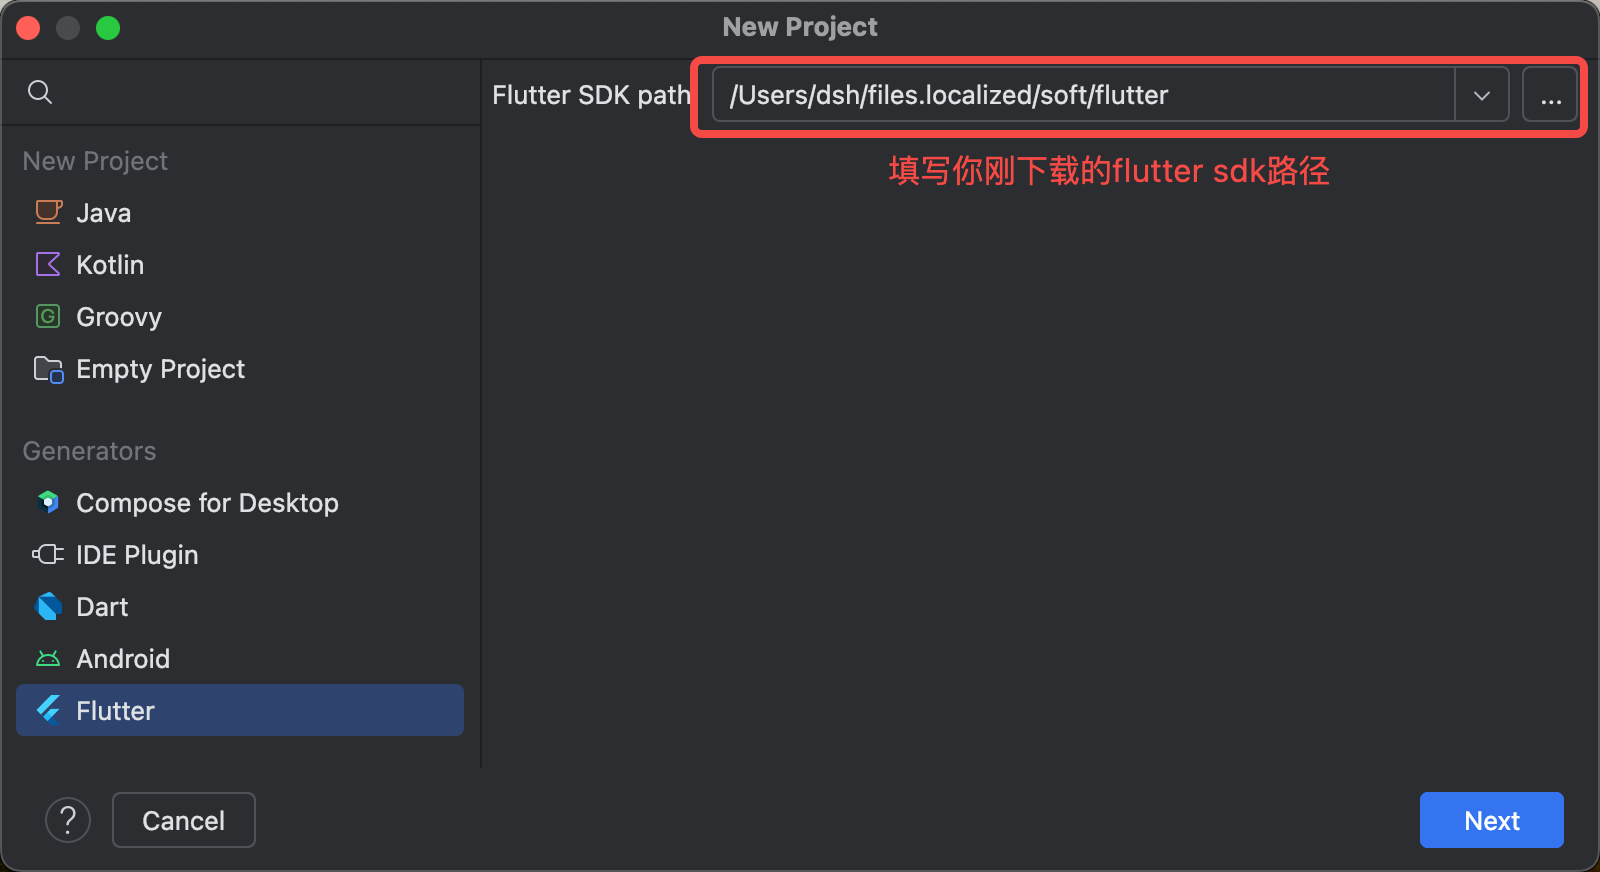 New Project
Flutter SDK path
/Users/dsh/files.localized/soft/flutter
...
填写你刚下载的flutter sdk路径
New Project
Java
Kotlin
G
Groovy
Empty Project
Generators
Compose for Desktop
IDE Plugin
Dart
Android
Flutter
?
Cancel
Next